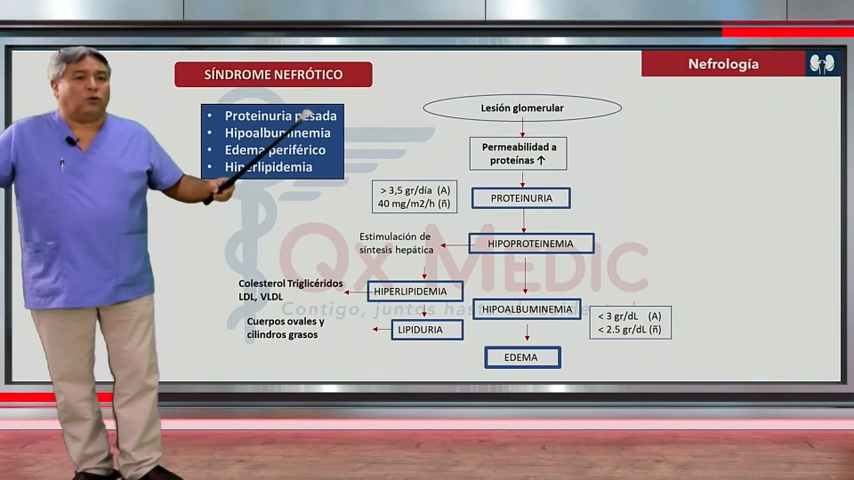 Nefrología
SÍNDROME NEFRÓTICO
• Proteinuria pesada
• Hipoalbuminemia
• Edema periférico
• Hiperlipidemia
Lesión glomerular
Permeabilidad a
proteínas ↑
> 3,5 gr/día (A)
40 mg/m2/h (ñ)
PROTEINURIA
Estimulación de
síntesis hepática
HIPOPROTEINEMIA
Colesterol Triglicéridos
LDL, VLDL
HIPERLIPIDEMIA
HIPOALBUMINEMIA
< 3 gr/dL (A)
< 2.5 gr/dL (ñ)
Cuerpos ovales y
cilindros grasos
LIPIDURIA
EDEMA
QX MEDIC
Contigo, juntos